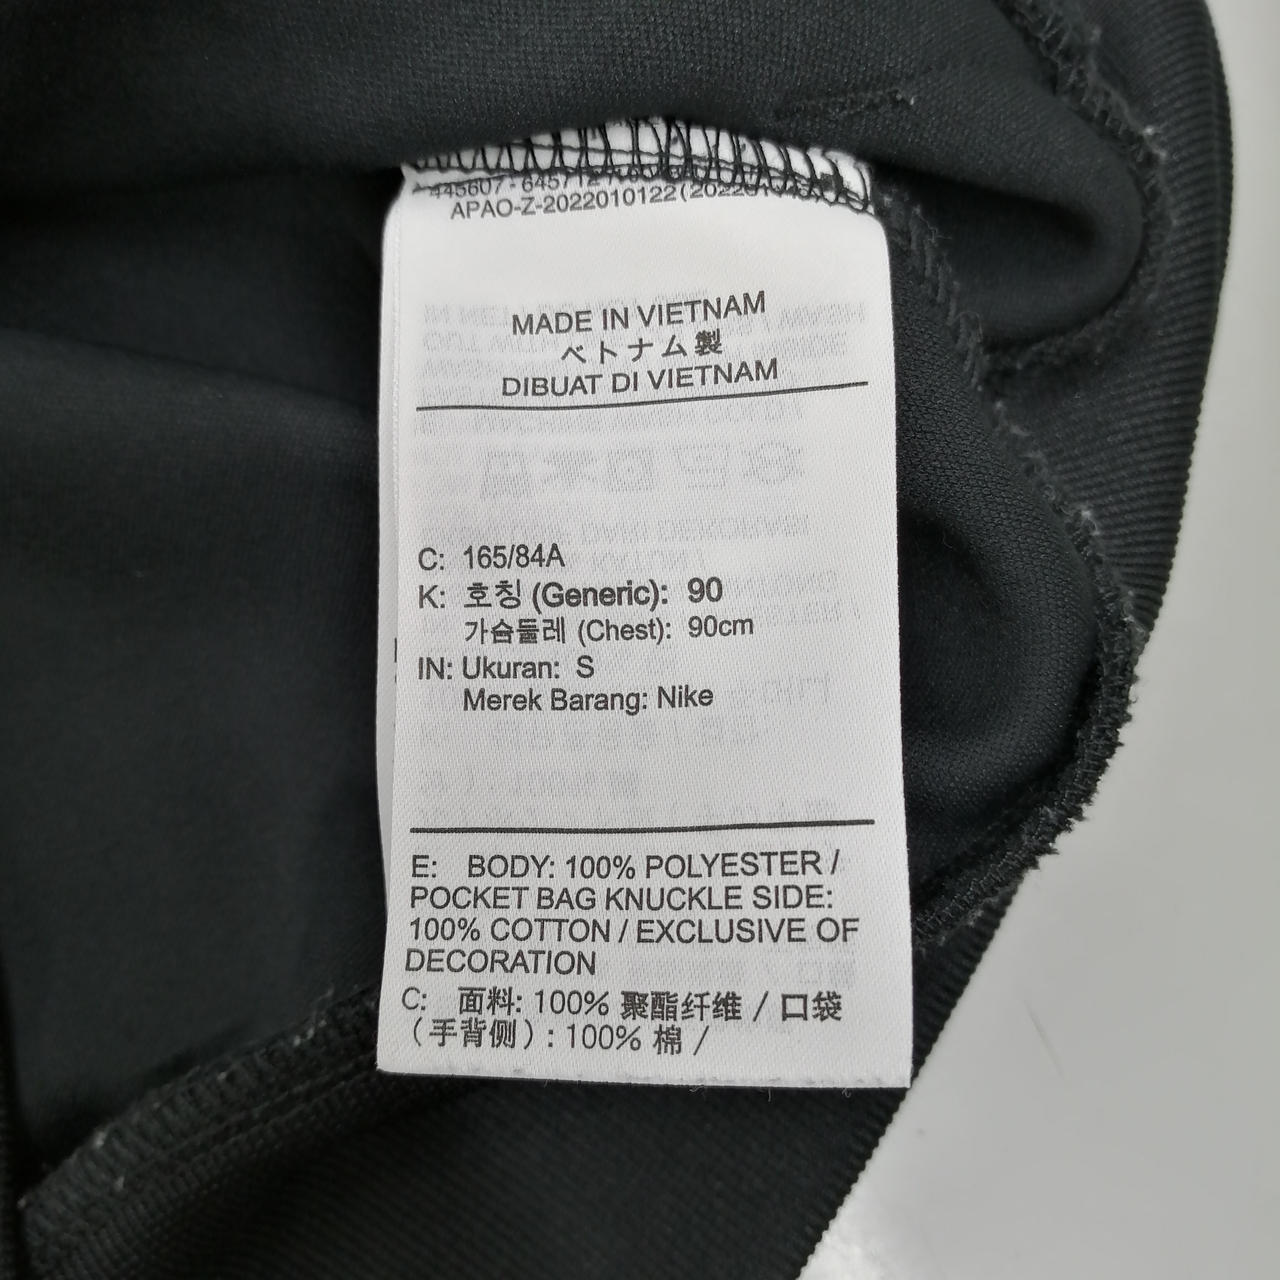 445607 - 645712
APAO-Z-2022010122
MADE IN VIETNAM
ベトナム製
DIBUAT DI VIETNAM
C: 165/84A
K: 호칭 (Generic): 90
가슴둘레 (Chest): 90cm
IN: Ukuran: S
Merek Barang: Nike
E: BODY: 100% POLYESTER /
POCKET BAG KNUCKLE SIDE:
100% COTTON / EXCLUSIVE OF
DECORATION
C: 面料: 100% 聚酯纤维 / 口袋
（手背侧）: 100% 棉 /